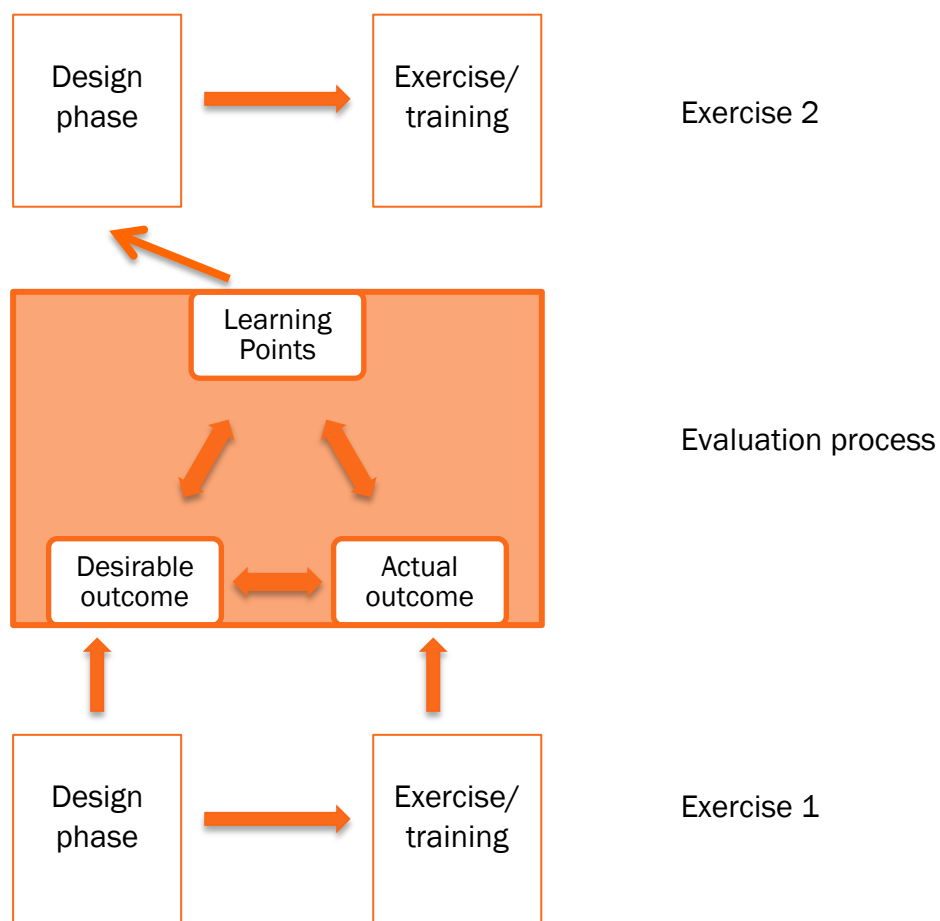 Design
phase
Exercise/
training
Exercise 2
Learning
Points
Evaluation process
Desirable
outcome
Actual
outcome
Design
phase
Exercise/
training
Exercise 1